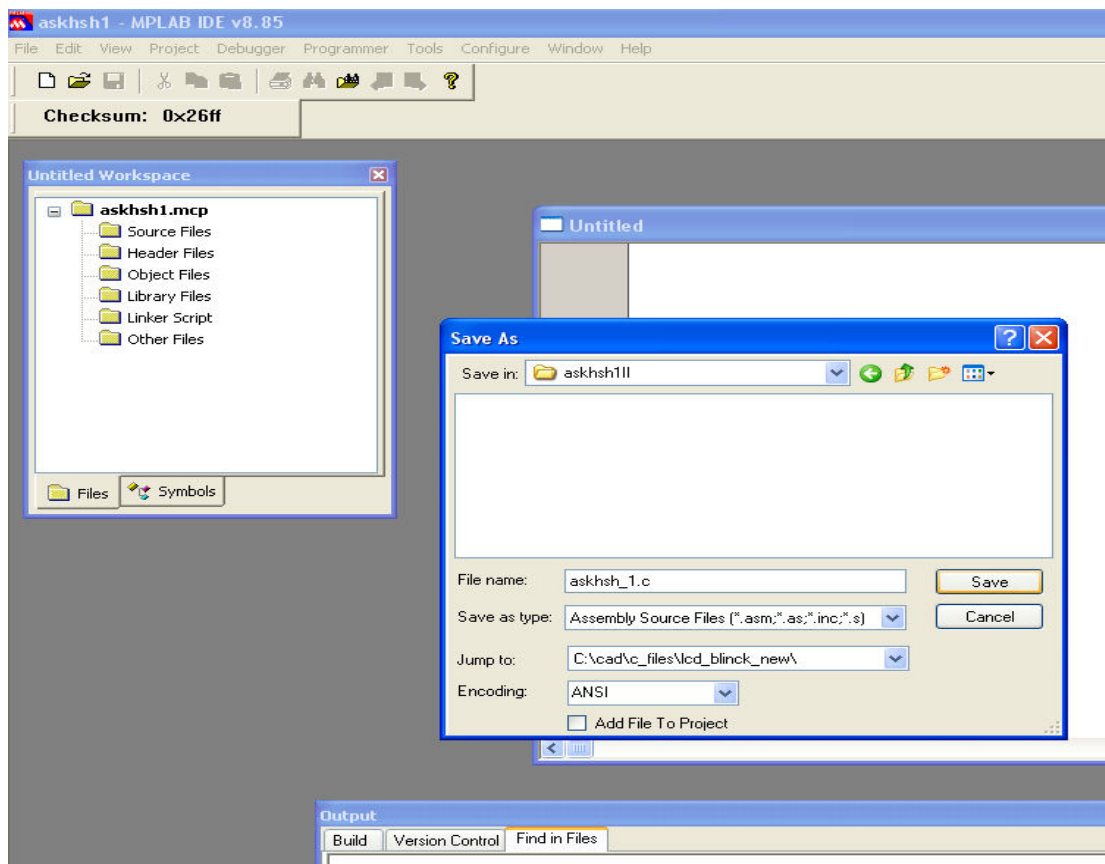 askhsh1 - MPLAB IDE v8.85
File Edit View Project Debugger Programmer Tools Configure Window Help
Checksum: 0x26ff
Untitled Workspace
askhsh1.mcp
Source Files
Header Files
Object Files
Library Files
Linker Script
Other Files
Files Symbols
Untitled
Save As
Save in: askhsh1II
File name: askhsh_1.c Save
Save as type: Assembly Source Files (*.asm;*.as;*.inc;*.s) Cancel
Jump to: C:\cad\c_files\lcd_blinck_new\
Encoding: ANSI
Add File To Project
Output
Build Version Control Find in Files